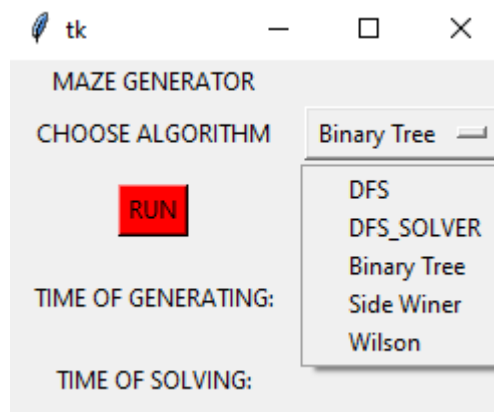 tk
MAZE GENERATOR
CHOOSE ALGORITHM Binary Tree
DFS
RUN
DFS_SOLVER
Binary Tree
TIME OF GENERATING: Side Winer
Wilson
TIME OF SOLVING: